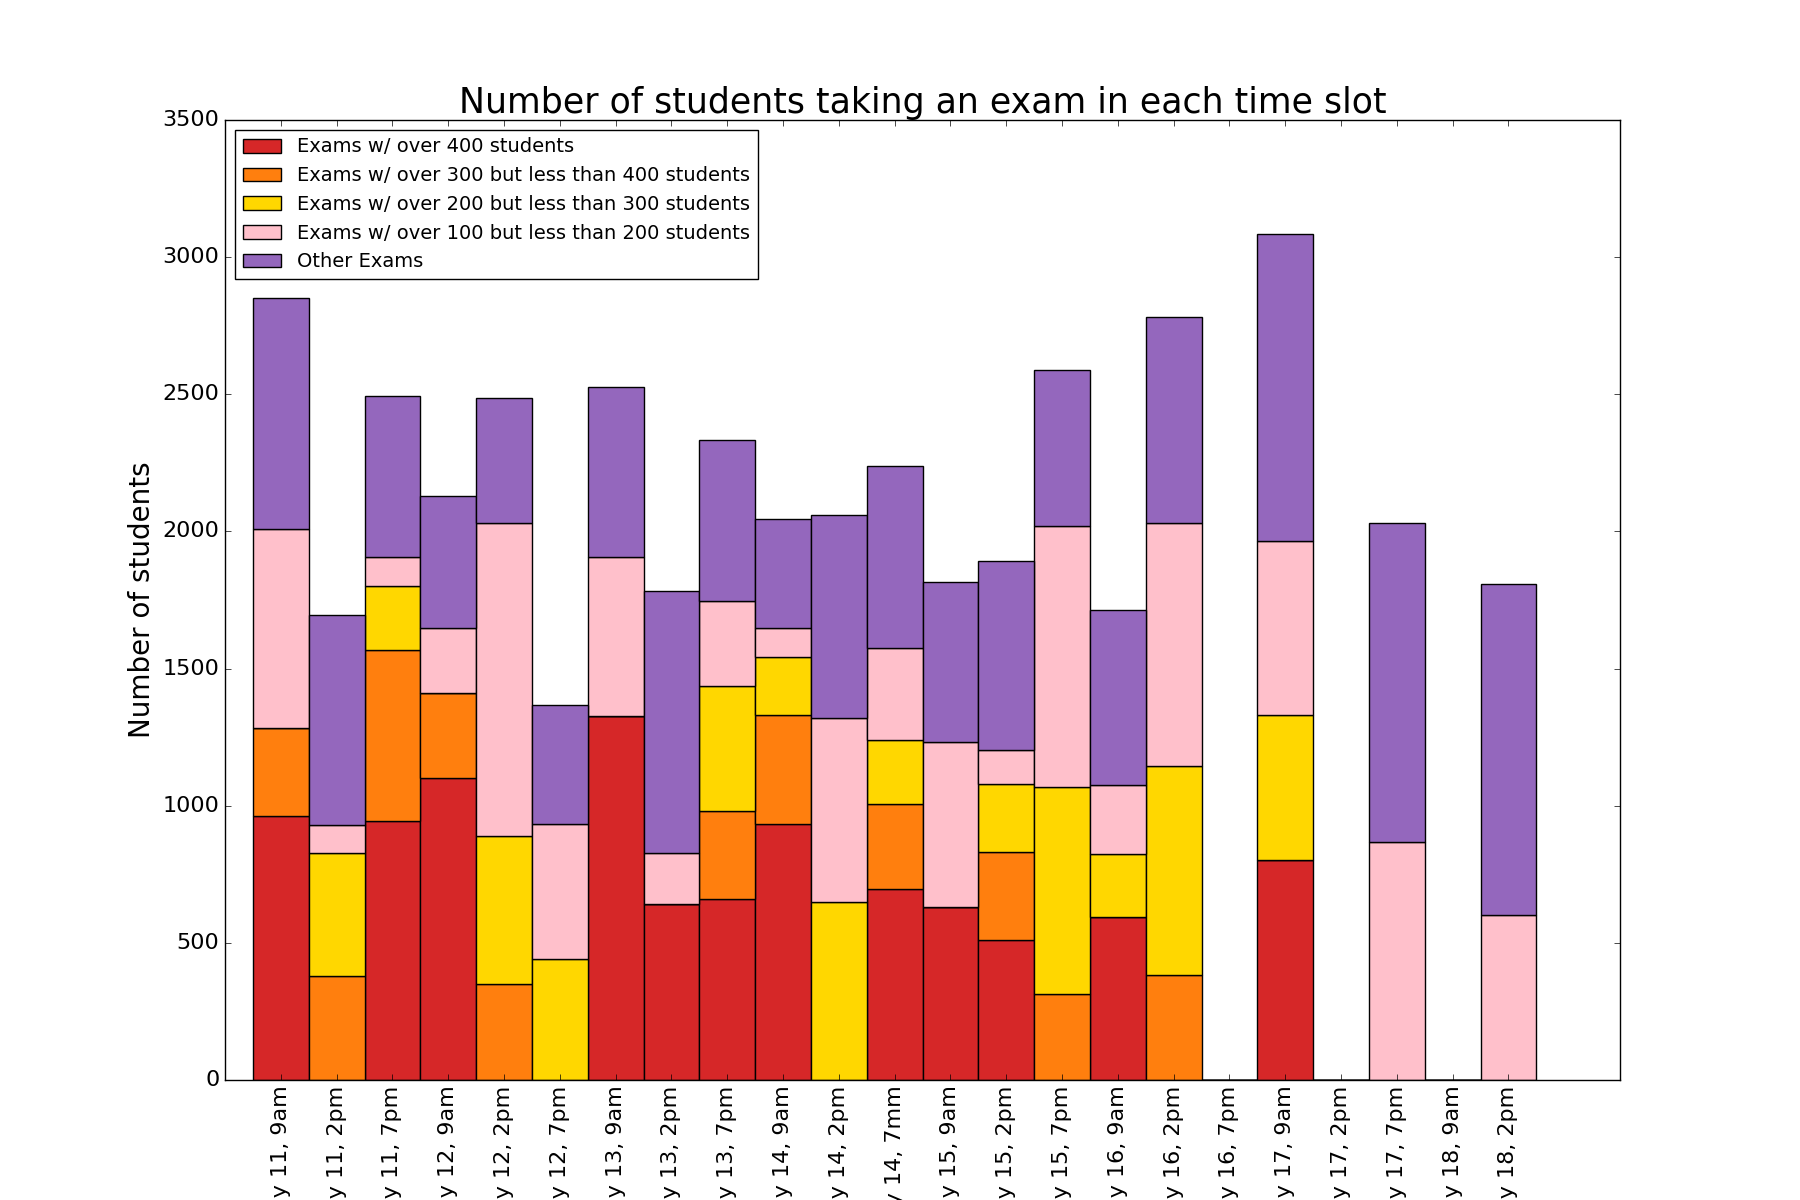 Number of students taking an exam in each time slot
Exams w/ over 400 students
Exams w/ over 300 but less than 400 students
Exams w/ over 200 but less than 300 students
Exams w/ over 100 but less than 200 students
Other Exams
Number of students
3500
3000
2500
2000
1500
1000
500
0
y 11, 9am
y 11, 2pm
y 11, 7pm
y 12, 9am
y 12, 2pm
y 12, 7pm
y 13, 9am
y 13, 2pm
y 13, 7pm
y 14, 9am
y 14, 2pm
y 14, 7mm
y 15, 9am
y 15, 2pm
y 15, 7pm
y 16, 9am
y 16, 2pm
y 16, 7pm
y 17, 9am
y 17, 2pm
y 17, 7pm
y 18, 9am
y 18, 2pm